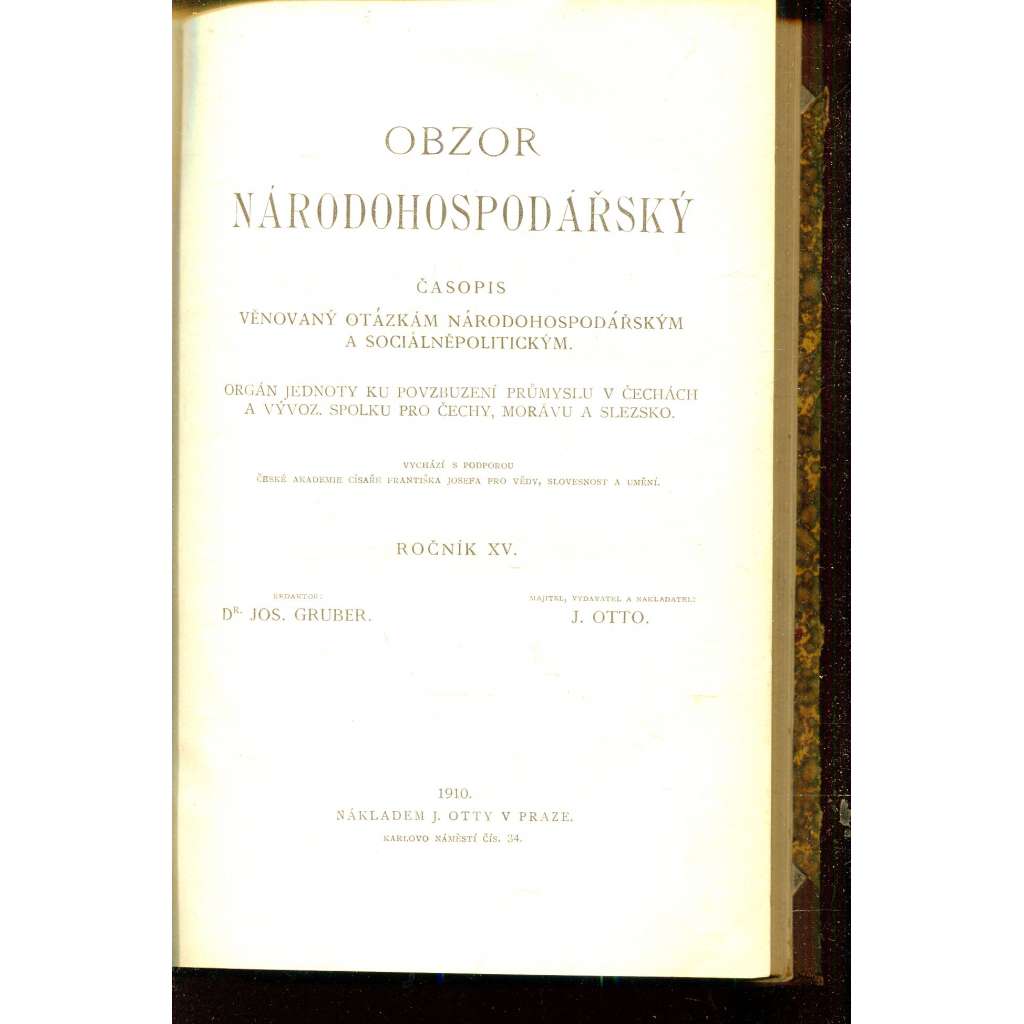 OBZOR
NÁRODOHOSPODÁŘSKÝ
ČASOPIS
VĚNOVANÝ OTÁZKÁM NÁRODOHOSPODÁŘSKÝM
A SOCIÁLNĚPOLITICKÝM.
ORGÁN JEDNOTY KU POVZBUZENÍ PRŮMYSLU V ČECHÁCH
A VÝVOZ. SPOLKU PRO ČECHY, MORAVU A SLEZSKO.
VYCHÁZÍ S PODPOROU
ČESKÉ AKADEMIE CÍSAŘE FRANTIŠKA JOSEFA PRO VĚDY, SLOVESNOST A UMĚNÍ.
ROČNÍK XV.
REDAKTOR:
DR. JOS. GRUBER.
MAJITEL, VYDAVATEL A NAKLADATEL:
J. OTTO.
1910.
NÁKLADEM J. OTTY V PRAZE.
KARLOVO NÁMĚSTÍ ČÍS. 34.